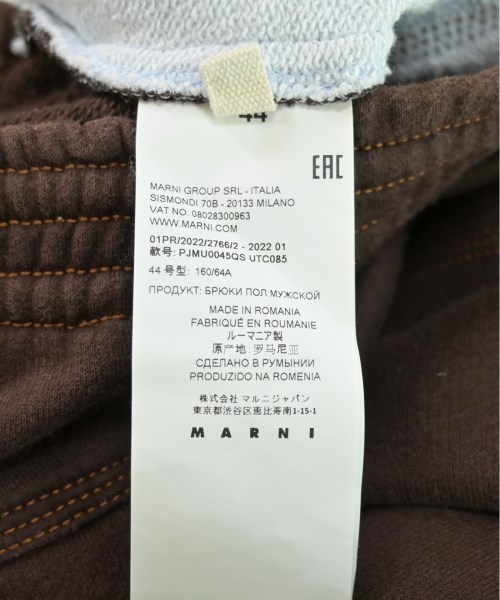 44
EAC
MARNI GROUP SRL - ITALIA
SISMONDI 70B - 20133 MILANO
VAT NO. 08028300963
WWW.MARNI.COM
01PR/2022/2766/2 - 2022 01
款号: PJMU0045QS UTC085
44 号型: 160/64A
ПРОДУКТ: БРЮКИ ПОЛ:МУЖСКОЙ
MADE IN ROMANIA
FABRIQUÉ EN ROUMANIE
ルーマニア製
原产地: 罗马尼亚
СДЕЛАНО В РУМЫНИИ
PRODUZIDO NA ROMENIA
株式会社 マルニジャパン
東京都渋谷区恵比寿南1-15-1
MARNI